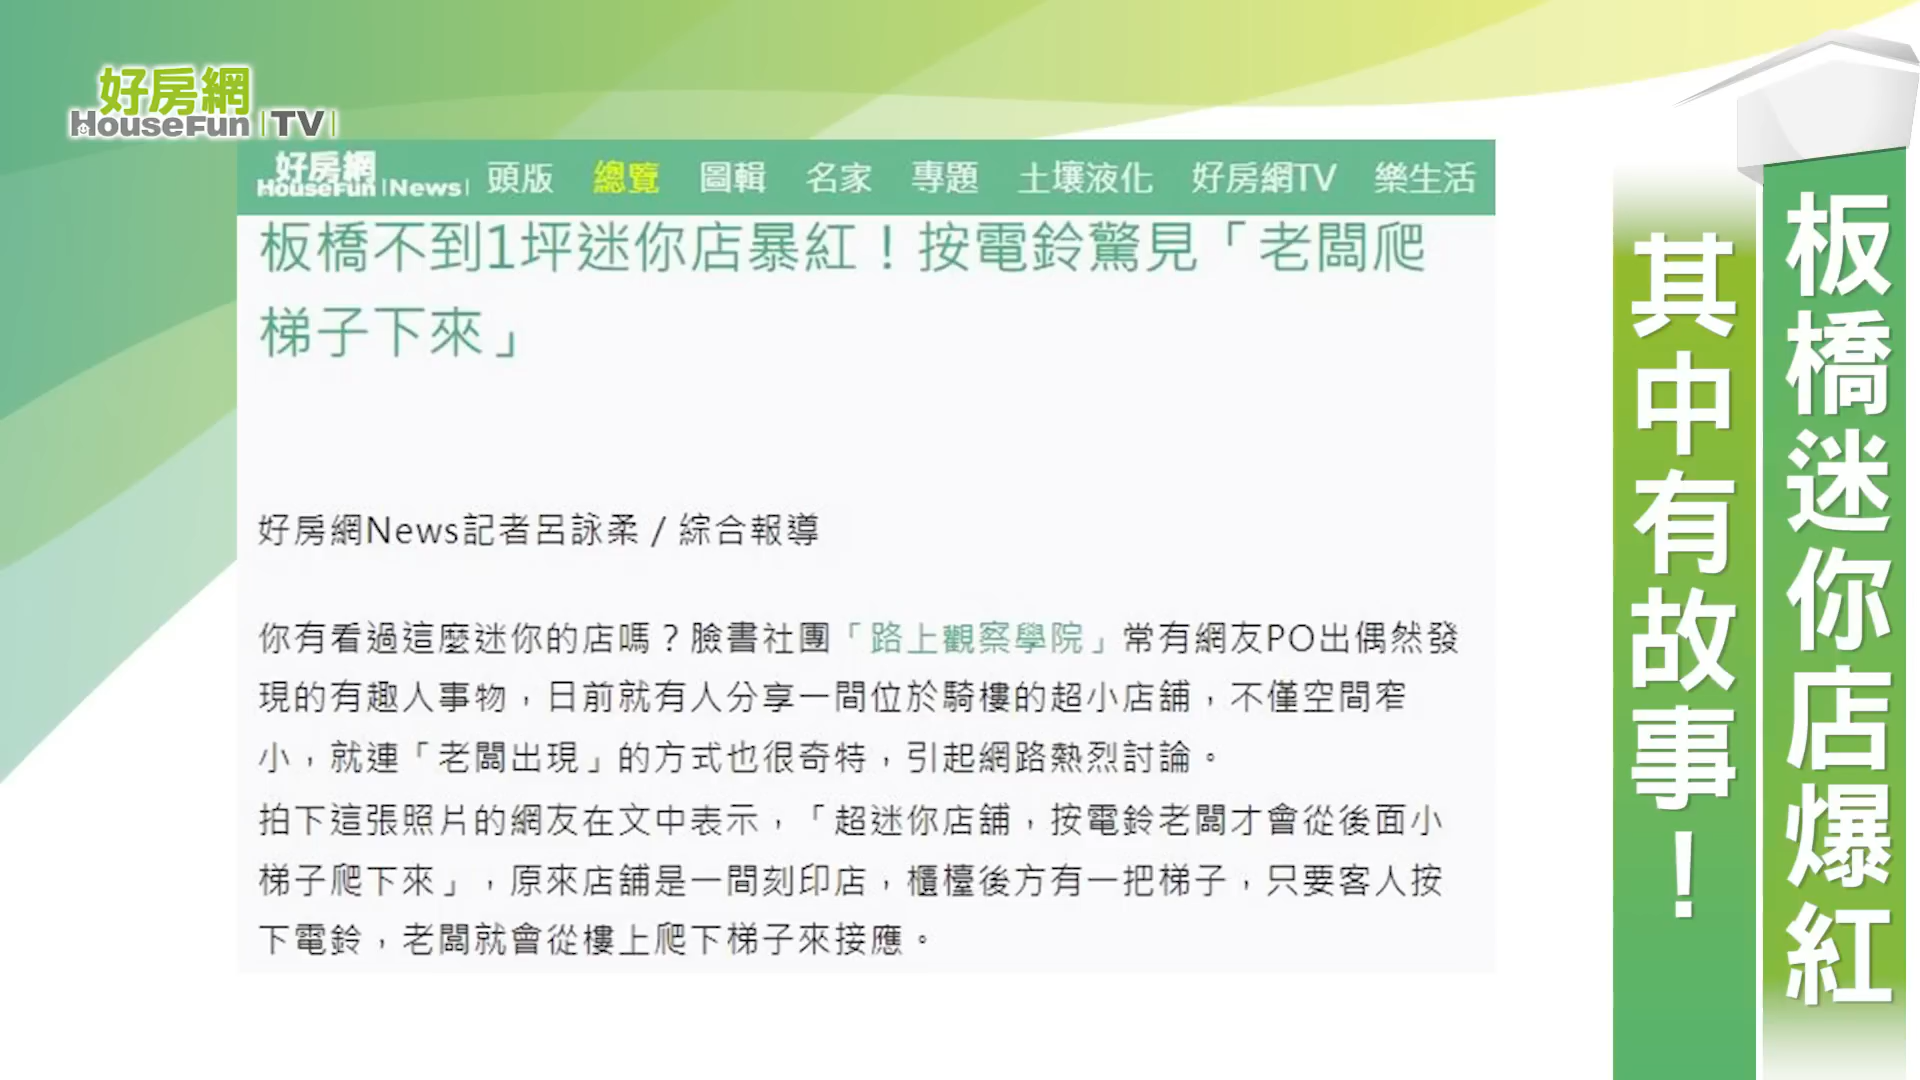 好房網
HouseFun TV
好房網
HouseFun News 頭版 總覽 圖輯 名家 專題 土壤液化 好房網TV 樂生活
板橋不到1坪迷你店暴紅！按電鈴驚見「老闆爬
梯子下來」
好房網News記者呂詠柔／綜合報導
你有看過這麼迷你的店嗎？臉書社團「路上觀察學院」常有網友PO出偶然發
現的有趣人事物，日前就有人分享一間位於騎樓的超小店舖，不僅空間窄
小，就連「老闆出現」的方式也很奇特，引起網路熱烈討論。
拍下這張照片的網友在文中表示，「超迷你店舖，按電鈴老闆才會從後面小
梯子爬下來」，原來店舖是一間刻印店，櫃檯後方有一把梯子，只要客人按
下電鈴，老闆就會從樓上爬下梯子來接應。
板橋迷你店爆紅
其中有故事！